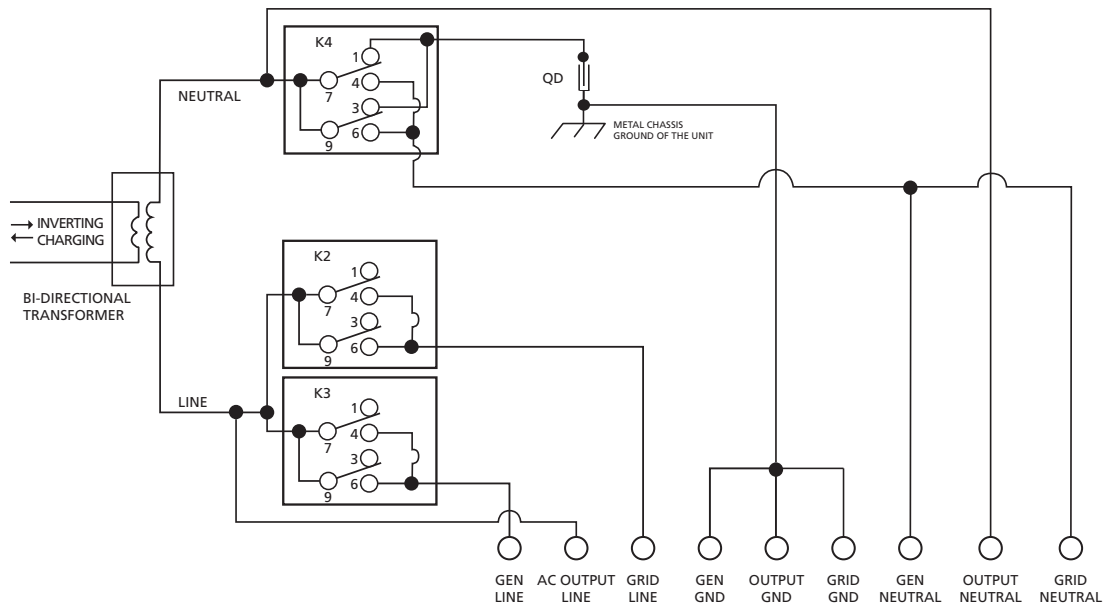 K4
1
4
7
3
6
9
NEUTRAL
QD
METAL CHASSIS
GROUND OF THE UNIT
INVERTING
CHARGING
BI-DIRECTIONAL
TRANSFORMER
K2
1
4
7
3
6
9
LINE
K3
1
4
7
3
6
9
GEN
LINE
AC OUTPUT
LINE
GRID
LINE
GEN
GND
OUTPUT
GND
GRID
GND
GEN
NEUTRAL
OUTPUT
NEUTRAL
GRID
NEUTRAL